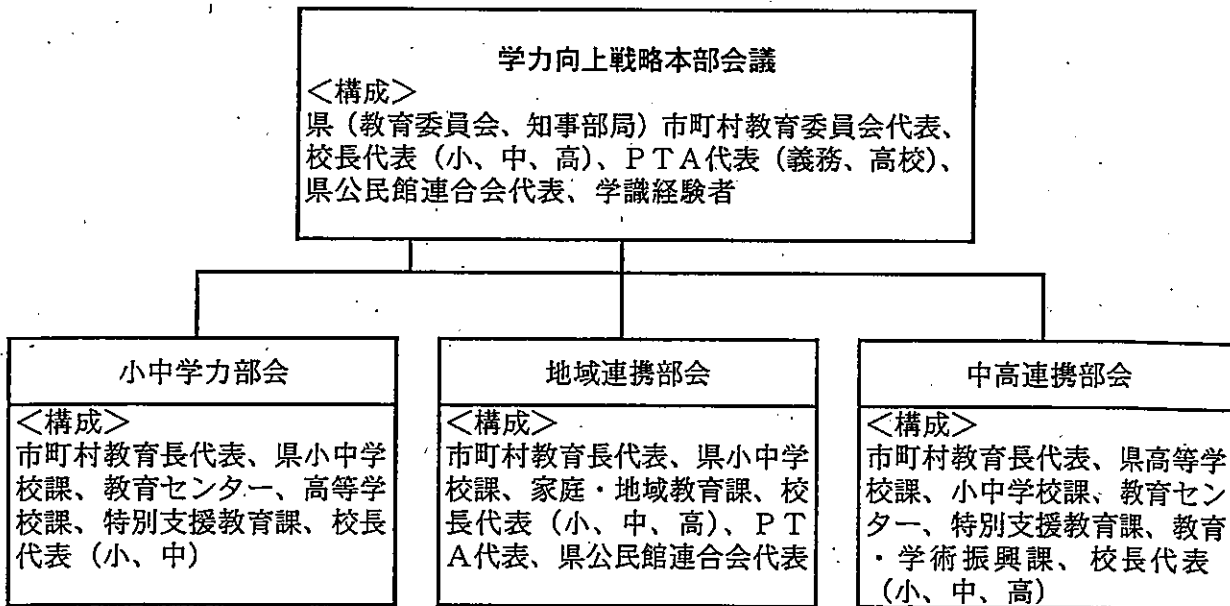 学力向上戦略本部会議
＜構成＞
県（教育委員会、知事部局）市町村教育委員会代表、
校長代表（小、中、高）、ＰＴＡ代表（義務、高校）、
県公民館連合会代表、学識経験者
小中学力部会
＜構成＞
市町村教育長代表、県小中学
校課、教育センター、高等学
校課、特別支援教育課、校長
代表（小、中）
地域連携部会
＜構成＞
市町村教育長代表、県小中学
校課、家庭・地域教育課、校
長代表（小、中、高）、ＰＴ
Ａ代表、県公民館連合会代表
中高連携部会
＜構成＞
市町村教育長代表、県高等学
校課、小中学校課、教育セン
ター、特別支援教育課、教育
・学術振興課、校長代表
（小、中、高）